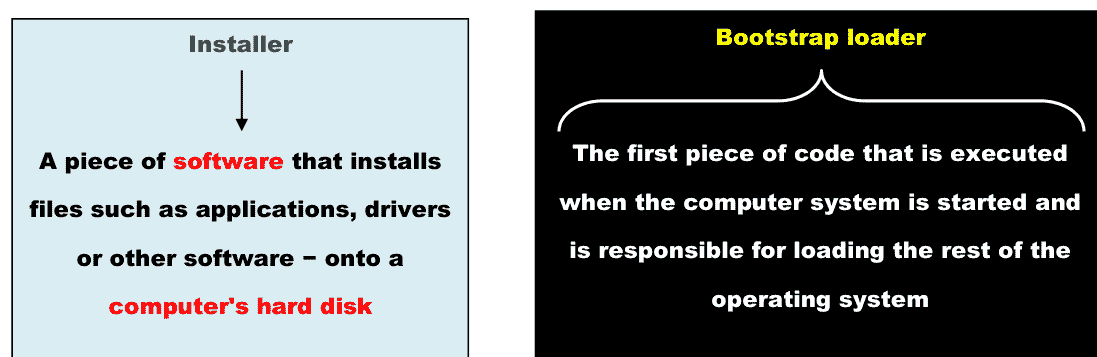 Installer
A piece of software that installs
files such as applications, drivers
or other software − onto a
computer's hard disk
Bootstrap loader
The first piece of code that is executed
when the computer system is started and
is responsible for loading the rest of the
operating system